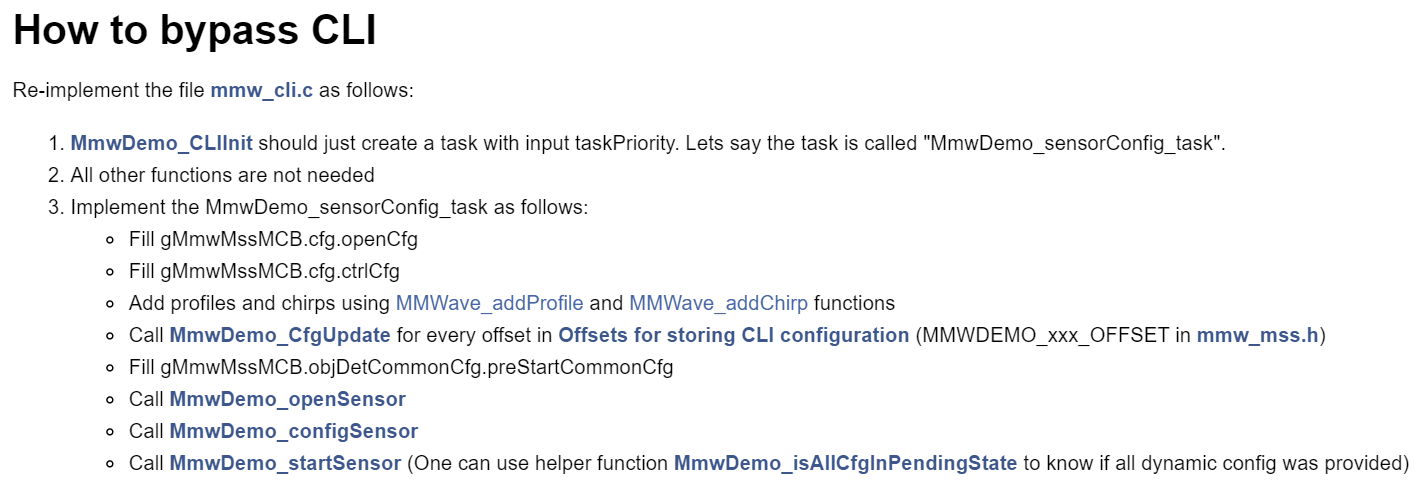 How to bypass CLI
Re-implement the file mmw_cli.c as follows:
1. MmwDemo_CLIInit should just create a task with input taskPriority. Lets say the task is called "MmwDemo_sensorConfig_task".
2. All other functions are not needed
3. Implement the MmwDemo_sensorConfig_task as follows:
◦ Fill gMmwMssMCB.cfg.openCfg
◦ Fill gMmwMssMCB.cfg.ctrlCfg
◦ Add profiles and chirps using MMWave_addProfile and MMWave_addChirp functions
◦ Call MmwDemo_CfgUpdate for every offset in Offsets for storing CLI configuration (MMWDEMO_xxx_OFFSET in mmw_mss.h)
◦ Fill gMmwMssMCB.objDetCommonCfg.preStartCommonCfg
◦ Call MmwDemo_openSensor
◦ Call MmwDemo_configSensor
◦ Call MmwDemo_startSensor (One can use helper function MmwDemo_isAllCfgInPendingState to know if all dynamic config was provided)